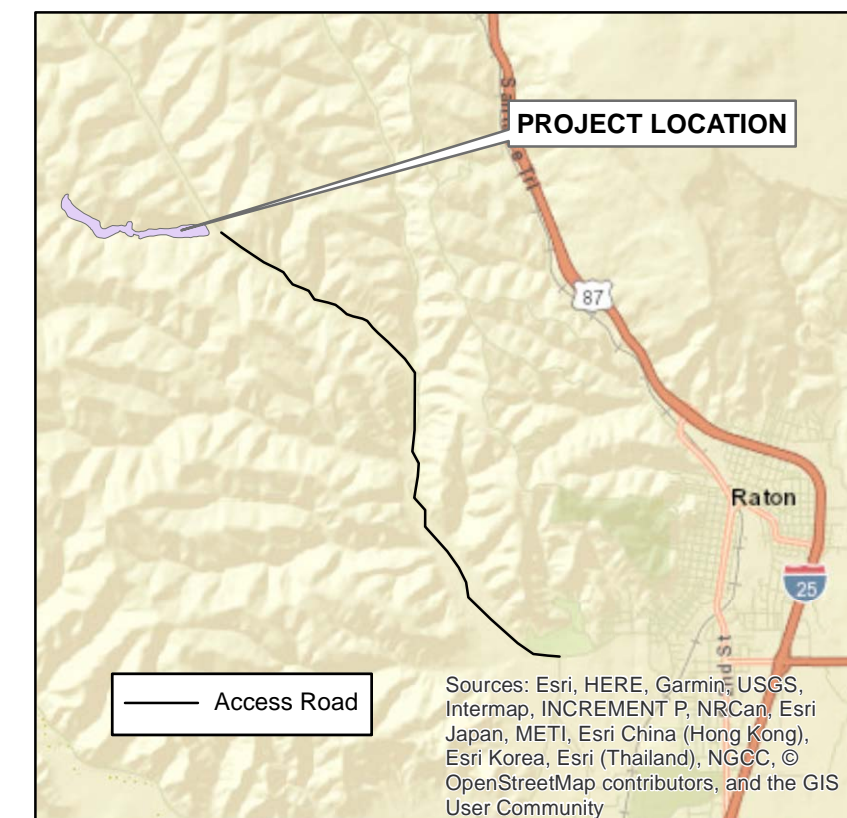 PROJECT LOCATION
87
Raton
25
Access Road
Sources: Esri, HERE, Garmin, USGS,
Intermap, INCREMENT P, NRCan, Esri
Japan, METI, Esri China (Hong Kong),
Esri Korea, Esri (Thailand), NGCC, ©
OpenStreetMap contributors, and the GIS
User Community